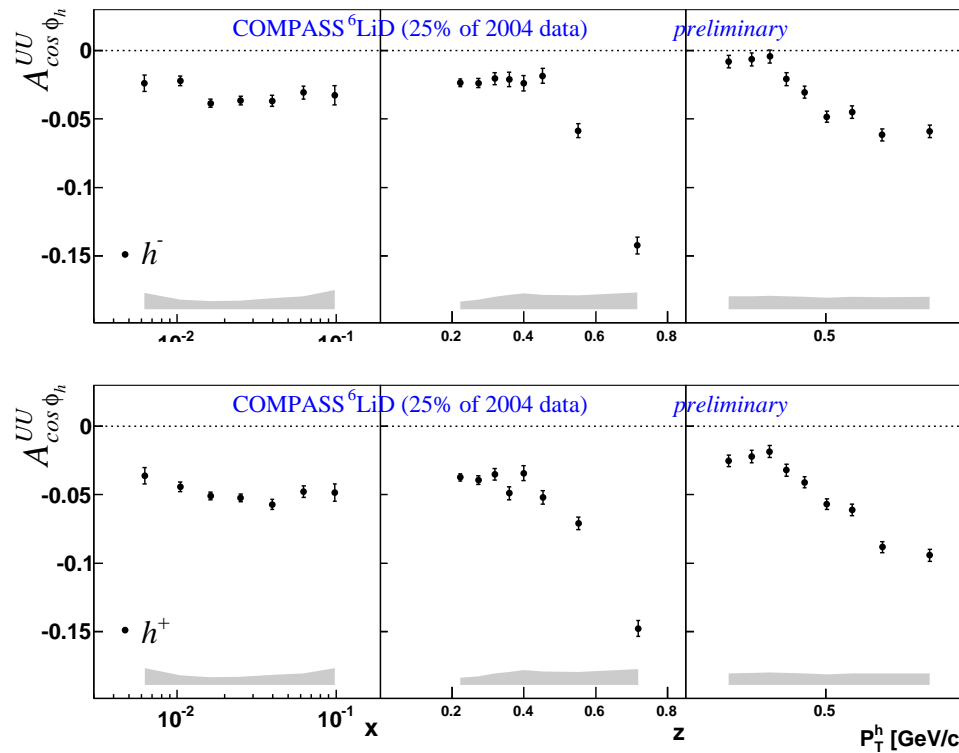 COMPASS ⁶LiD (25% of 2004 data) preliminary
A^{UU}_{cos ϕ_h}
0
-0.05
-0.1
-0.15
h⁻
10⁻² 10⁻¹ 0.2 0.4 0.6 0.8 0.5
COMPASS ⁶LiD (25% of 2004 data) preliminary
A^{UU}_{cos ϕ_h}
0
-0.05
-0.1
-0.15
h⁺
10⁻² 10⁻¹ 0.2 0.4 0.6 0.8 0.5
x z P_T^h [GeV/c